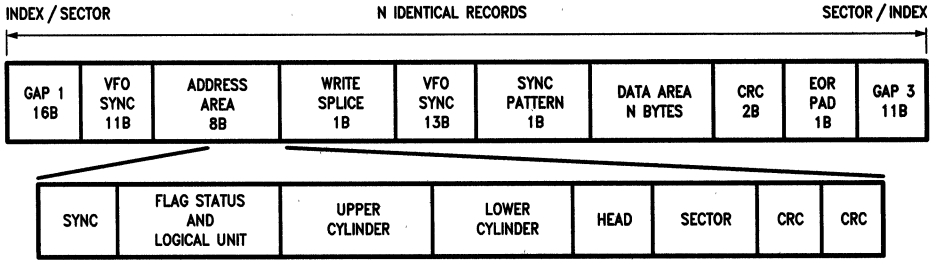 INDEX / SECTOR N IDENTICAL RECORDS SECTOR / INDEX
GAP 1
16B
VFO
SYNC
11B
ADDRESS
AREA
8B
WRITE
SPLICE
1B
VFO
SYNC
13B
SYNC
PATTERN
1B
DATA AREA
N BYTES
CRC
2B
EOR
PAD
1B
GAP 3
11B
SYNC
FLAG STATUS
AND
LOGICAL UNIT
UPPER
CYLINDER
LOWER
CYLINDER
HEAD
SECTOR
CRC
CRC